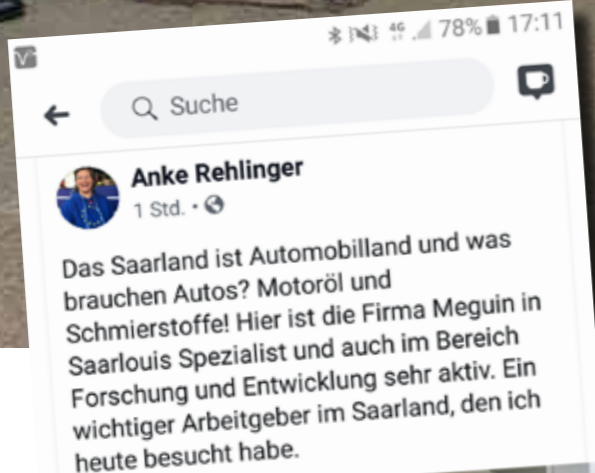 4G 78% 17:11
Suche
Anke Rehlinger
1 Std. •
Das Saarland ist Automobilland und was
brauchen Autos? Motoröl und
Schmierstoffe! Hier ist die Firma Meguin in
Saarlouis Spezialist und auch im Bereich
Forschung und Entwicklung sehr aktiv. Ein
wichtiger Arbeitgeber im Saarland, den ich
heute besucht habe.